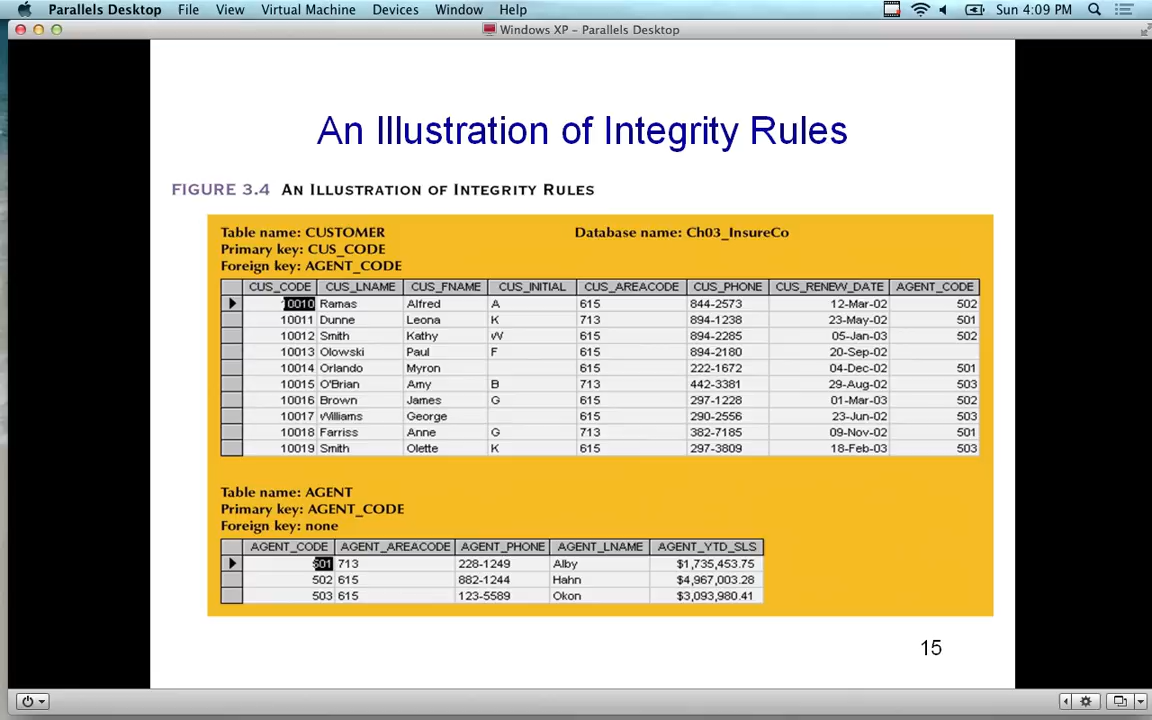 Parallels Desktop File View Virtual Machine Devices Window Help Sun 4:09 PM
Windows XP - Parallels Desktop
An Illustration of Integrity Rules
FIGURE 3.4 AN ILLUSTRATION OF INTEGRITY RULES
Table name: CUSTOMER Database name: Ch03_InsureCo
Primary key: CUS_CODE
Foreign key: AGENT_CODE
CUS_CODE CUS_LNAME CUS_FNAME CUS_INITIAL CUS_AREACODE CUS_PHONE CUS_RENEW_DATE AGENT_CODE
10010 Ramas Alfred A 615 844-2573 12-Mar-02 502
10011 Dunne Leona K 713 894-1238 23-May-02 501
10012 Smith Kathy W 615 894-2285 05-Jan-03 502
10013 Olowski Paul F 615 894-2180 20-Sep-02
10014 Orlando Myron 615 222-1672 04-Dec-02 501
10015 O'Brian Amy B 713 442-3381 29-Aug-02 503
10016 Brown James G 615 297-1228 01-Mar-03 502
10017 Williams George 615 290-2556 23-Jun-02 503
10018 Farriss Anne G 713 382-7185 09-Nov-02 501
10019 Smith Olette K 615 297-3809 18-Feb-03 503
Table name: AGENT
Primary key: AGENT_CODE
Foreign key: none
AGENT_CODE AGENT_AREACODE AGENT_PHONE AGENT_LNAME AGENT_YTD_SLS
501 713 228-1249 Alby $1,735,453.75
502 615 882-1244 Hahn $4,967,003.28
503 615 123-5589 Okon $3,093,980.41
15